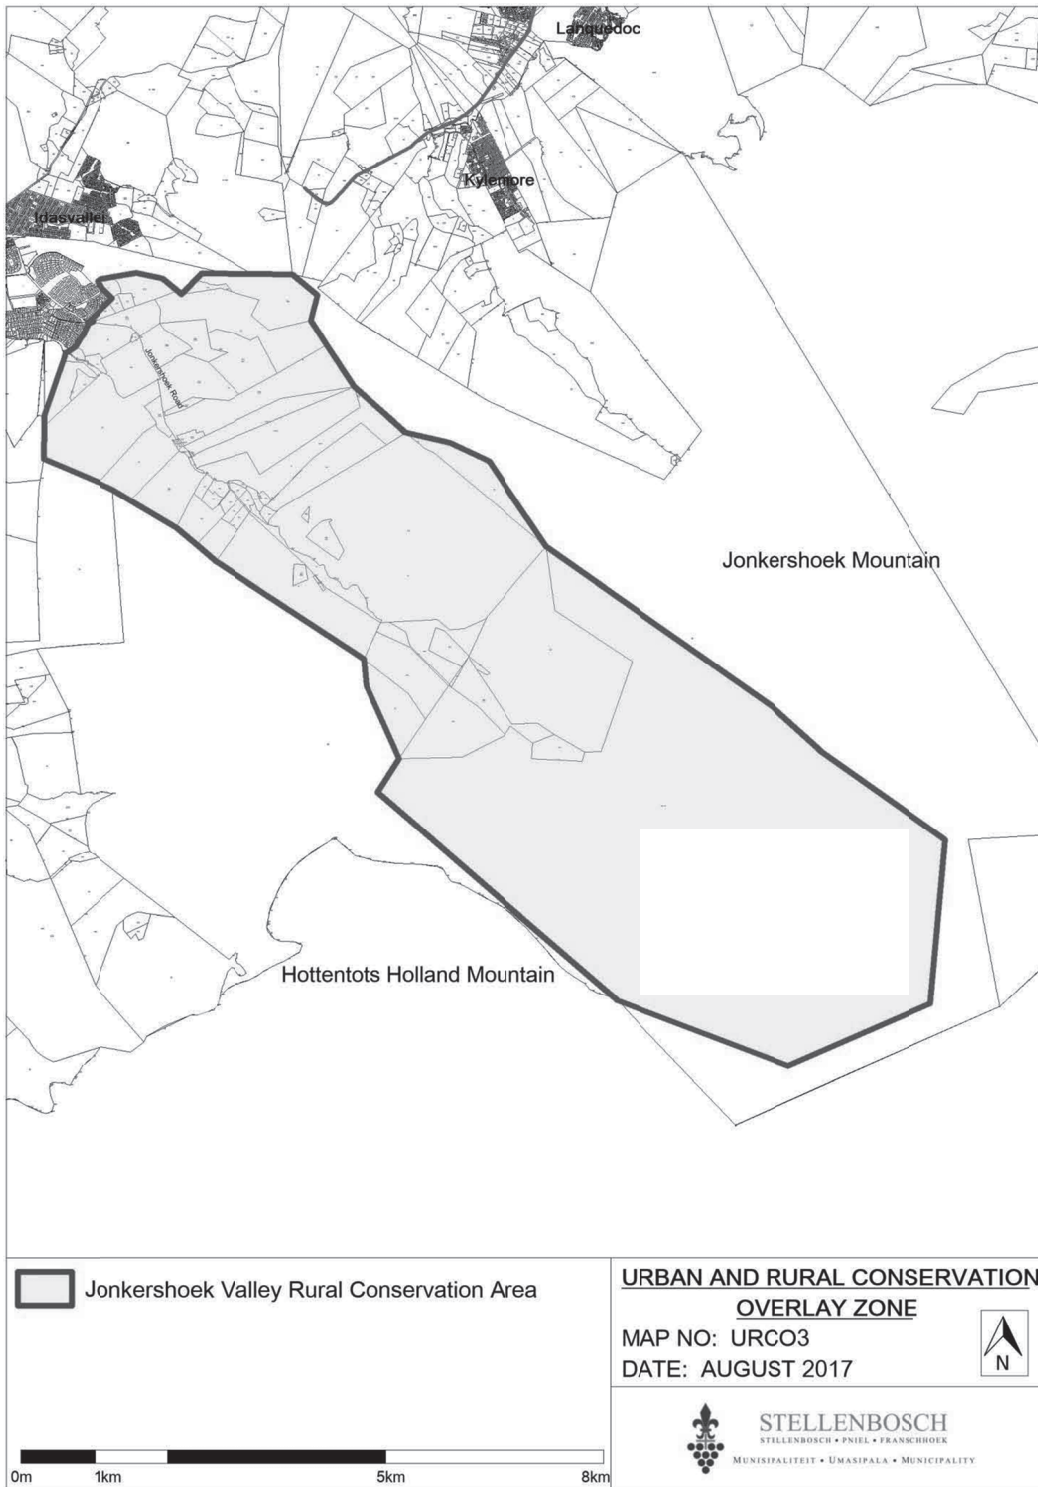 Lanquedoc
Kylemore
Idasvallei
Jonkershoek Road
Jonkershoek Mountain
Hottentots Holland Mountain
Jonkershoek Valley Rural Conservation Area
0m 1km 5km 8km
URBAN AND RURAL CONSERVATION
OVERLAY ZONE
MAP NO: URCO3
DATE: AUGUST 2017
N
STELLENBOSCH
STELLENBOSCH • PNIEL • FRANSCHHOEK
MUNISIPALITEIT • UMASIPALA • MUNICIPALITY